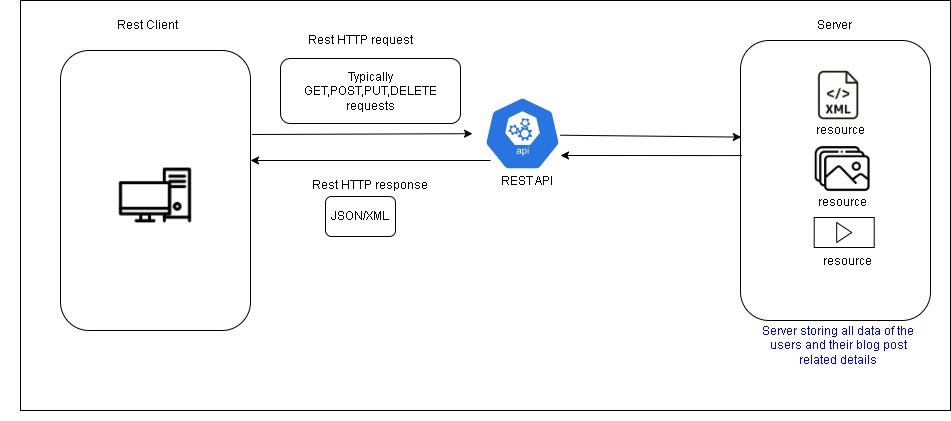 Rest Client
Server
Rest HTTP request
Typically
GET,POST,PUT,DELETE
requests
</>
XML
resource
api
REST API
Rest HTTP response
JSON/XML
resource
resource
Server storing all data of the
users and their blog post
related details